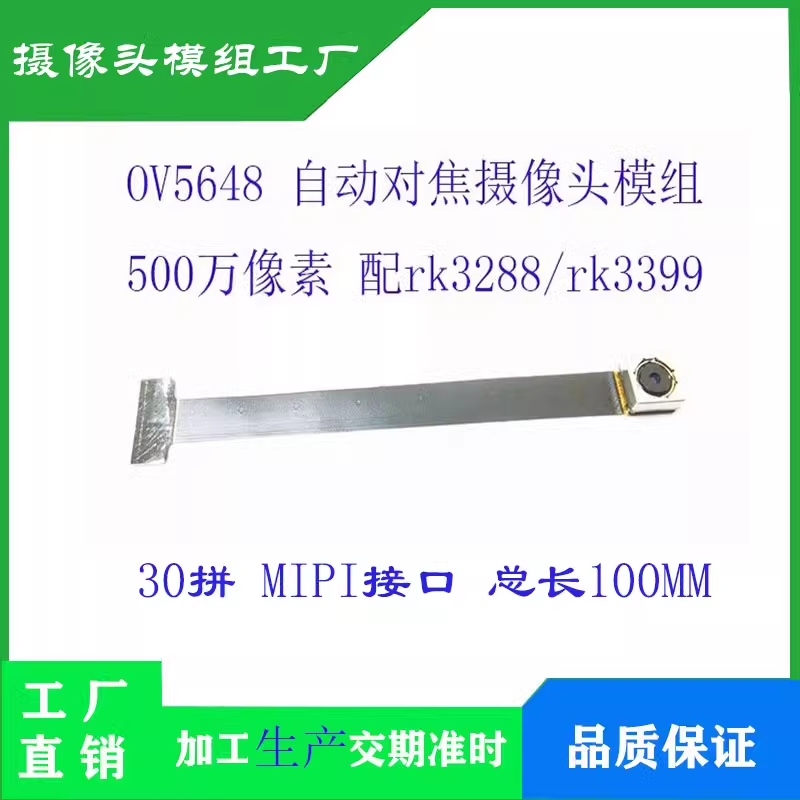 摄像头模组工厂
OV5648 自动对焦摄像头模组
500万像素 配rk3288/rk3399
30拼 MIPI接口 总长100MM
工厂
直销
加工生产交期准时
品质保证